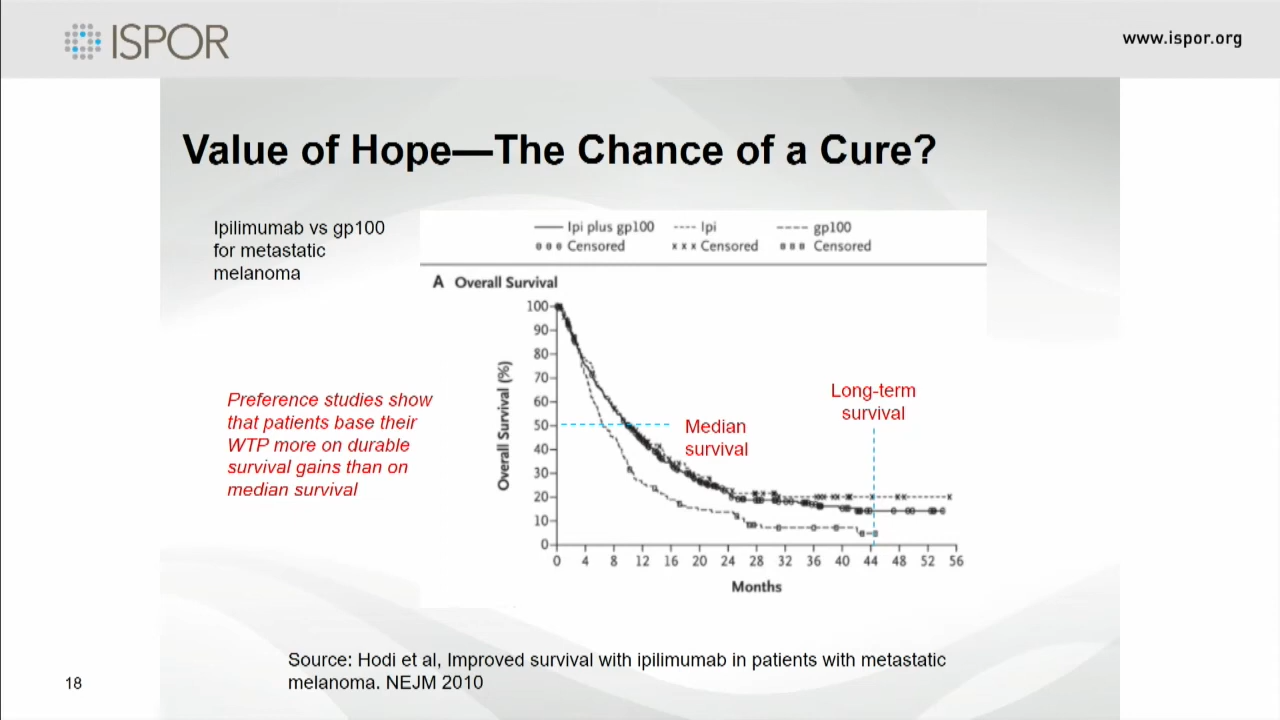 ISPOR
www.ispor.org
Value of Hope—The Chance of a Cure?
Ipilimumab vs gp100
for metastatic
melanoma
Preference studies show
that patients base their
WTP more on durable
survival gains than on
median survival
Ipi plus gp100 Ipi gp100
Censored Censored Censored
A Overall Survival
Overall Survival (%)
100
90
80
70
60
50
40
30
20
10
0
Median
survival
Long-term
survival
0 4 8 12 16 20 24 28 32 36 40 44 48 52 56
Months
Source: Hodi et al, Improved survival with ipilimumab in patients with metastatic
melanoma. NEJM 2010
18